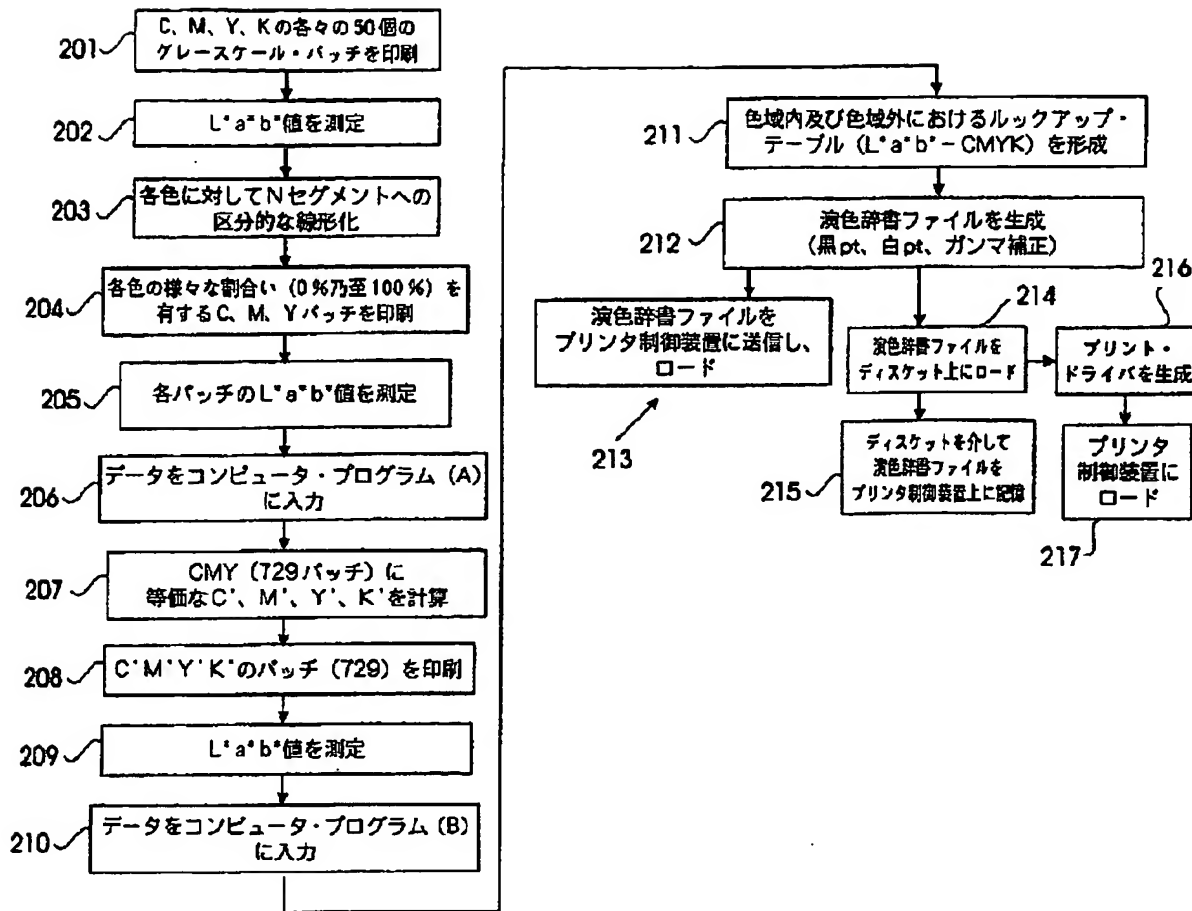 201
C、M、Y、Kの各々の50個の
グレースケール・パッチを印刷
202
L*a*b*値を測定
203
各色に対してNセグメントへの
区分的な線形化
204
各色の様々な割合い（0%乃至100%）を
有するC、M、Yパッチを印刷
205
各パッチのL*a*b*値を測定
206
データをコンピュータ・プログラム（A）
に入力
207
CMY（729パッチ）に
等価なC'、M'、Y'、K'を計算
208
C'M'Y'K'のパッチ（729）を印刷
209
L*a*b*値を測定
210
データをコンピュータ・プログラム（B）
に入力
211
色域内及び色域外におけるルックアップ・
テーブル（L*a*b*－CMYK）を形成
212
演色辞書ファイルを生成
（黒pt、白pt、ガンマ補正）
213
演色辞書ファイルを
プリンタ制御装置に送信し、
ロード
214
演色辞書ファイルを
ディスケット上にロード
215
ディスケットを介して
演色辞書ファイルを
プリンタ制御装置上に記憶
216
プリント・
ドライバを生成
プリンタ
制御装置に
ロード
217